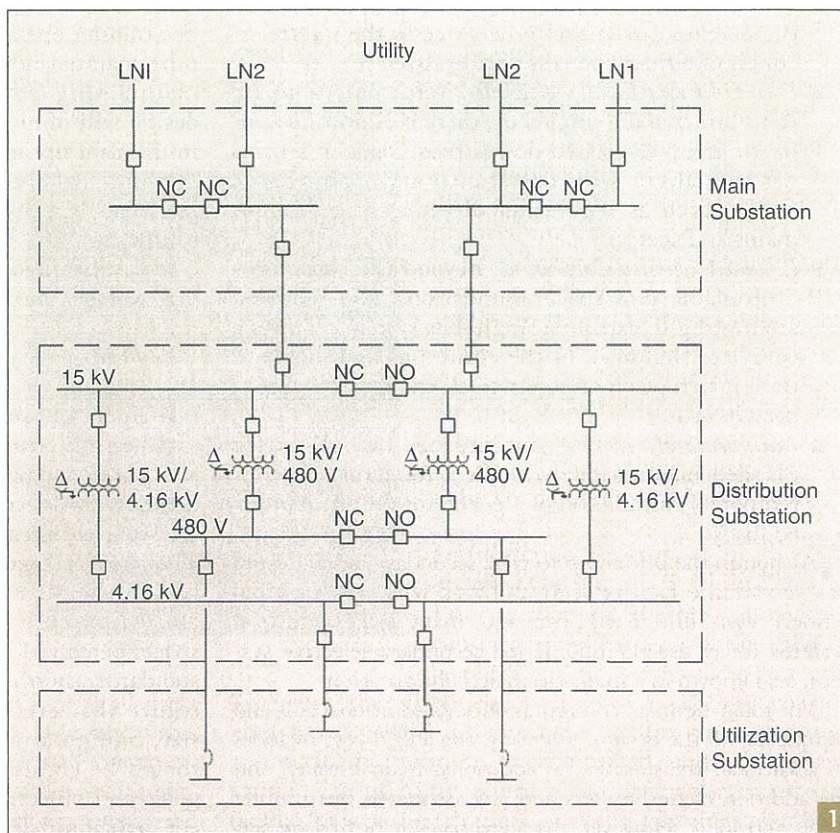 Utility
LNI LN2 LN2 LN1
NC NC NC NC
Main
Substation
NC NO
15 kV
Δ 15 kV/
4.16 kV
Δ 15 kV/
480 V
Δ 15 kV/
480 V
15 kV/
4.16 kV
Δ
Distribution
Substation
480 V
NC NO
4.16 kV
NC NO
Utilization
Substation
1